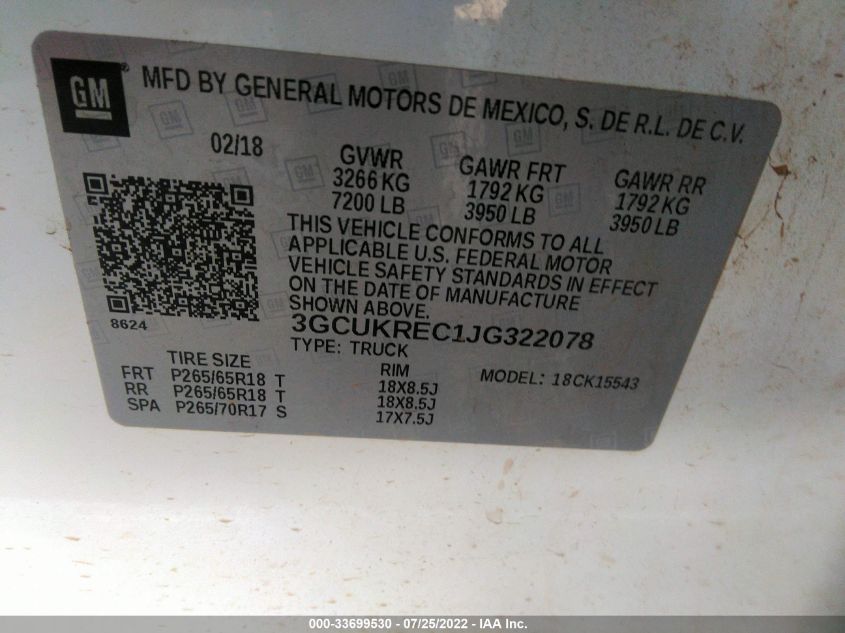 GM MFD BY GENERAL MOTORS DE MEXICO, S. DE R.L. DE C.V.
02/18 GVWR GAWR FRT GAWR RR
3266 KG 1792 KG 1792 KG
7200 LB 3950 LB 3950 LB
THIS VEHICLE CONFORMS TO ALL
APPLICABLE U.S. FEDERAL MOTOR
VEHICLE SAFETY STANDARDS IN EFFECT
ON THE DATE OF MANUFACTURE
SHOWN ABOVE.
8624
3GCUKREC1JG322078
TYPE: TRUCK
TIRE SIZE RIM MODEL: 18CK15543
FRT P265/65R18 T 18X8.5J
RR P265/65R18 T 18X8.5J
SPA P265/70R17 S 17X7.5J
000-33699530 - 07/25/2022 - IAA Inc.